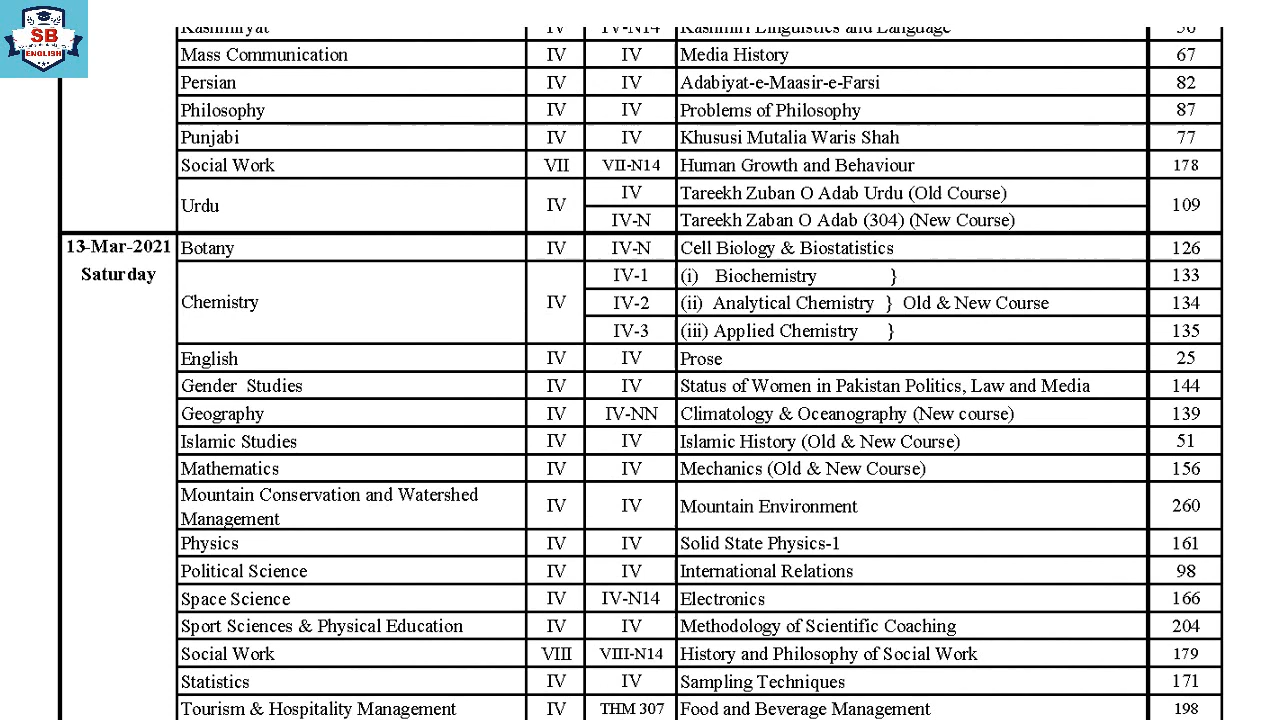 SB
ENGLISH
Kashmiryat IV IV-N14 Kashmiri Linguistics and Language 56
Mass Communication IV IV Media History 67
Persian IV IV Adabiyat-e-Maasir-e-Farsi 82
Philosophy IV IV Problems of Philosophy 87
Punjabi IV IV Khususi Mutalia Waris Shah 77
Social Work VII VII-N14 Human Growth and Behaviour 178
Urdu IV IV Tareekh Zuban O Adab Urdu (Old Course) 109
IV-N Tareekh Zaban O Adab (304) (New Course)
13-Mar-2021 Botany IV IV-N Cell Biology & Biostatistics 126
Saturday
Chemistry IV IV-1 (i) Biochemistry } 133
IV-2 (ii) Analytical Chemistry } Old & New Course 134
IV-3 (iii) Applied Chemistry } 135
English IV IV Prose 25
Gender Studies IV IV Status of Women in Pakistan Politics, Law and Media 144
Geography IV IV-NN Climatology & Oceanography (New course) 139
Islamic Studies IV IV Islamic History (Old & New Course) 51
Mathematics IV IV Mechanics (Old & New Course) 156
Mountain Conservation and Watershed
Management IV IV Mountain Environment 260
Physics IV IV Solid State Physics-1 161
Political Science IV IV International Relations 98
Space Science IV IV-N14 Electronics 166
Sport Sciences & Physical Education IV IV Methodology of Scientific Coaching 204
Social Work VIII VIII-N14 History and Philosophy of Social Work 179
Statistics IV IV Sampling Techniques 171
Tourism & Hospitality Management IV THM 307 Food and Beverage Management 198